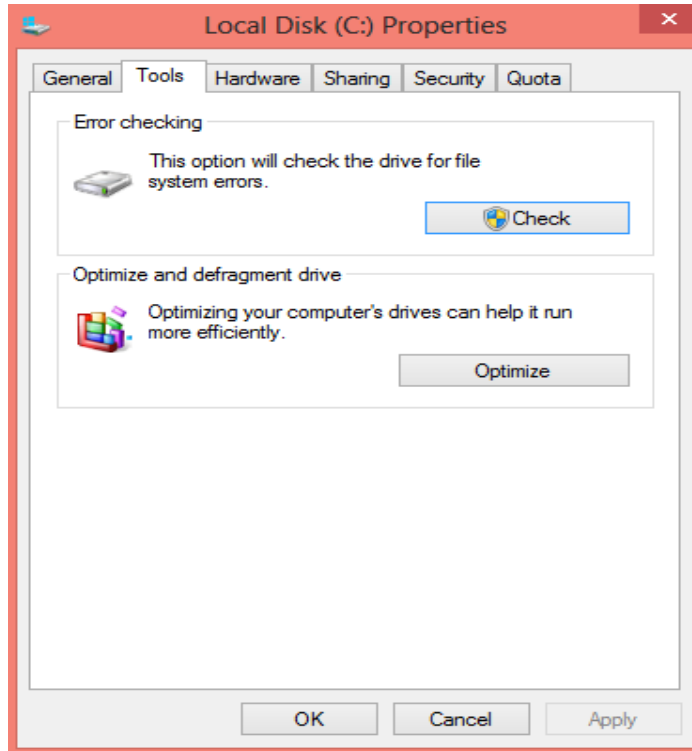 Local Disk (C:) Properties
General Tools Hardware Sharing Security Quota
Error checking
This option will check the drive for file
system errors.
Check
Optimize and defragment drive
Optimizing your computer's drives can help it run
more efficiently.
Optimize
OK Cancel Apply